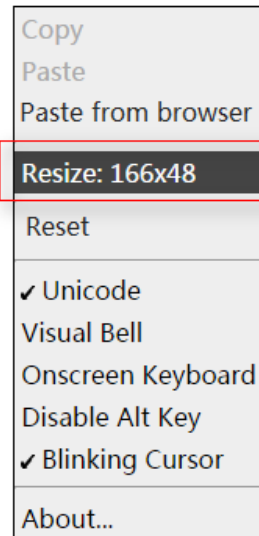 Copy
Paste
Paste from browser
Resize: 166x48
Reset
✔ Unicode
Visual Bell
Onscreen Keyboard
Disable Alt Key
✔ Blinking Cursor
About...